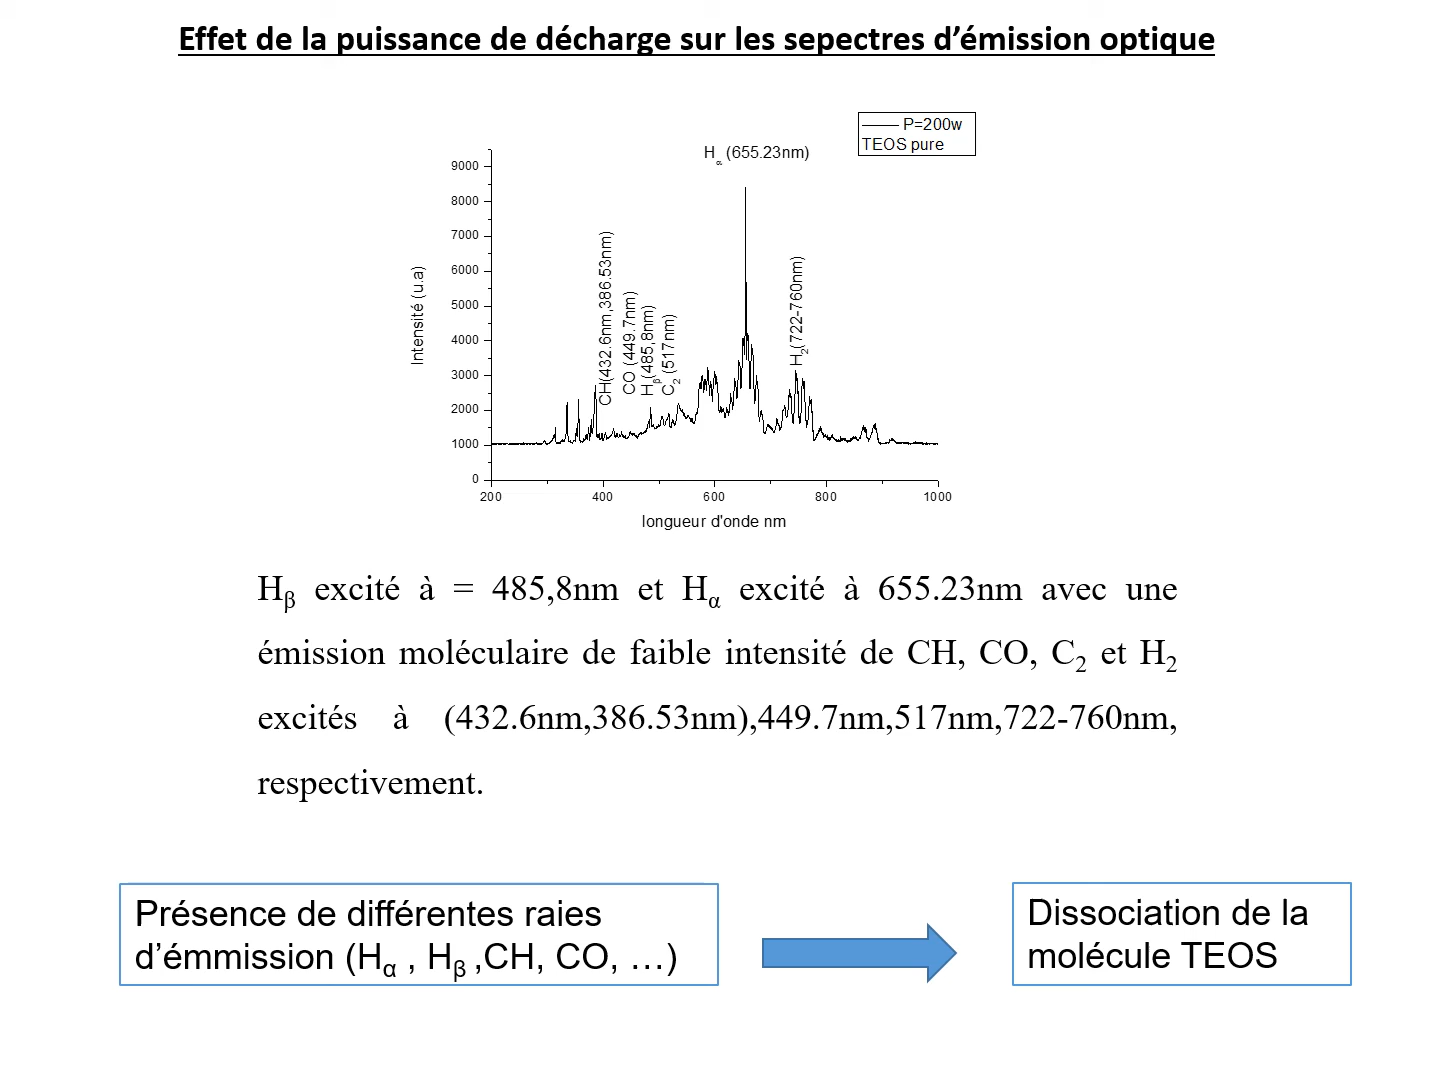 Effet de la puissance de décharge sur les sepectres d’émission optique
P=200w
TEOS pure
Hα (655.23nm)
9000
8000
7000
6000
5000
4000
3000
2000
1000
0
Intensité (u.a)
CH(432.6nm,386.53nm)
CO (449.7nm)
Hβ(485,8nm)
C2 (517nm)
H2(722-760nm)
200 400 600 800 1000
longueur d'onde nm
Hβ excité à = 485,8nm et Hα excité à 655.23nm avec une
émission moléculaire de faible intensité de CH, CO, C2 et H2
excités à (432.6nm,386.53nm),449.7nm,517nm,722-760nm,
respectivement.
Présence de différentes raies
d’émmission (Hα , Hβ ,CH, CO, …)
Dissociation de la
molécule TEOS